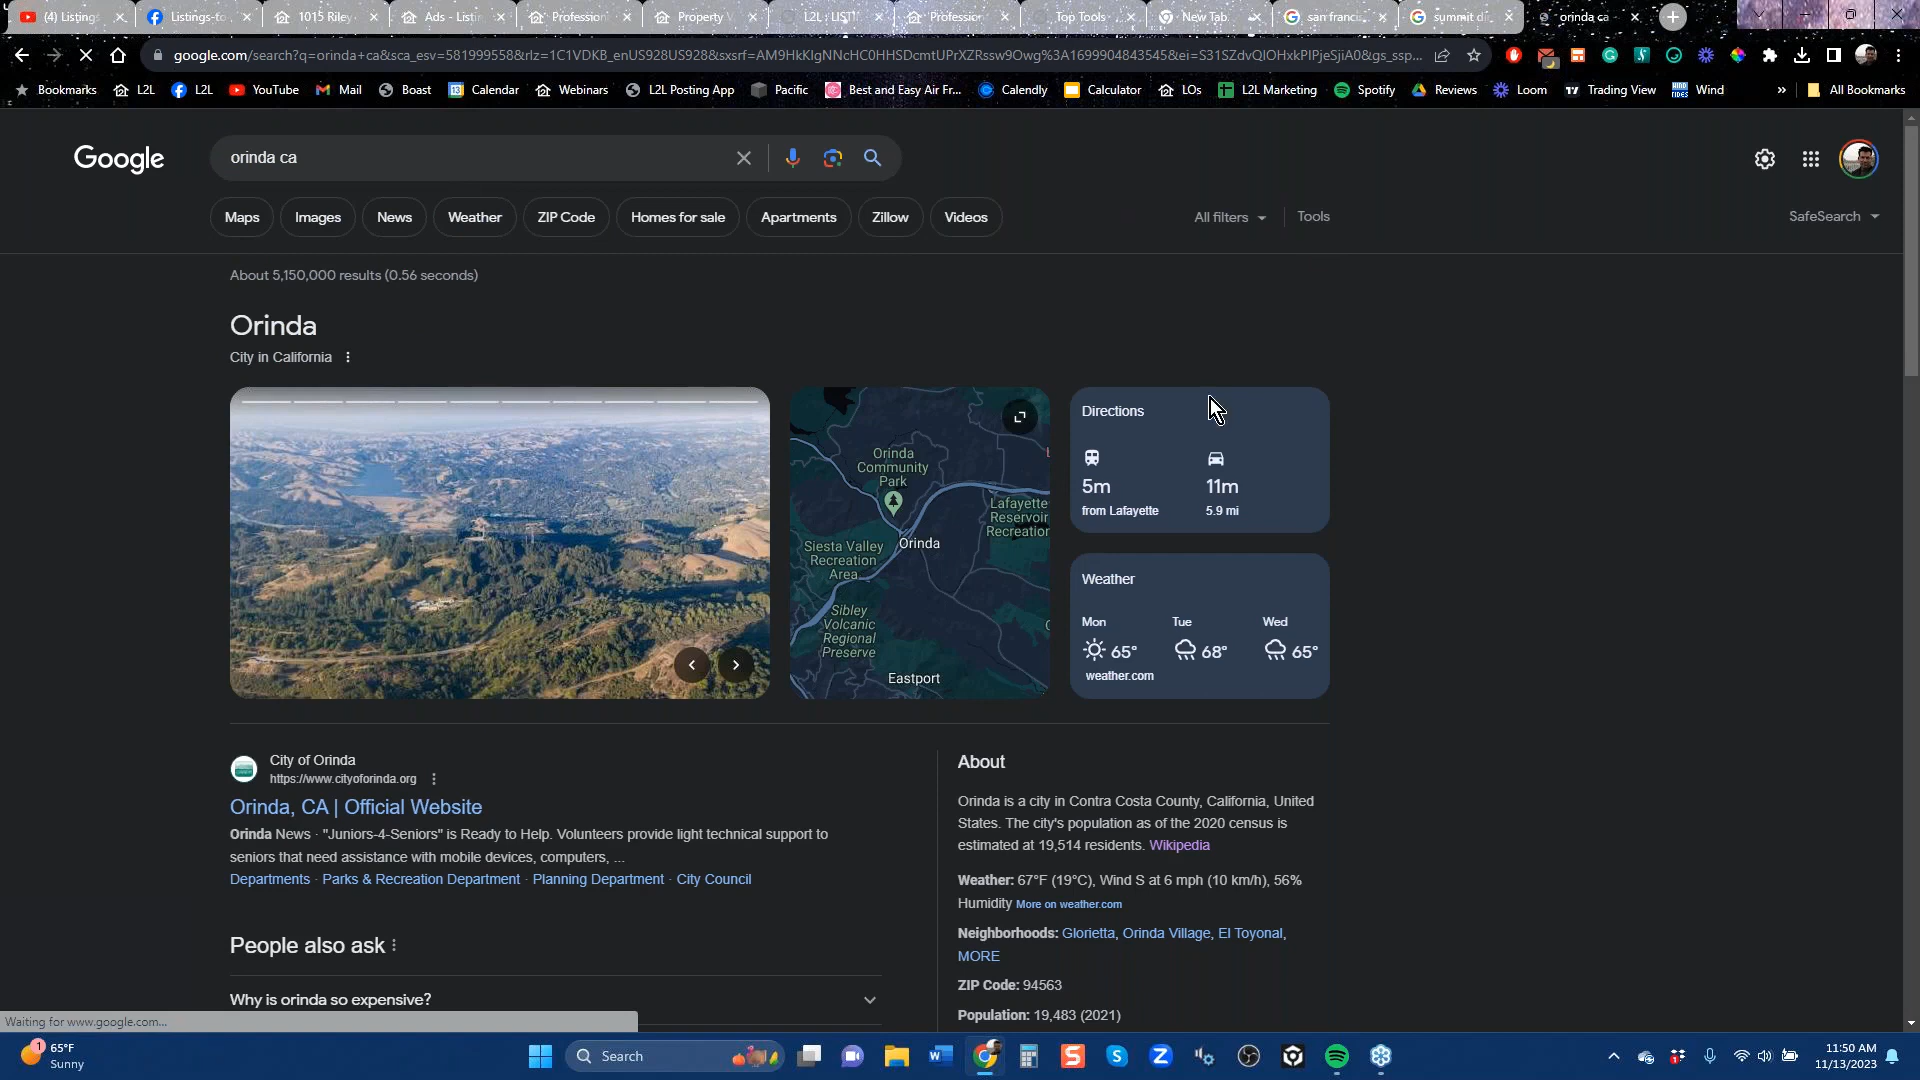 (4) Listing
Listings-to
1015 Riley
Ads - Listi
Profession
Property V
L2L : LISTI
Professio
Top Tools
New Tab
san franci
summit di
orinda ca
google.com/search?q=orinda+ca&sca_esv=581999558&rlz=1C1VDKB_enUS928US928&sxsrf=AM9HkKlgNNcHC0HHSDcmtUPrXZRssw9Owg%3A1699904843545&ei=S31SZdvQIOHxkPIPjeSjiA0&gs_ssp...
Bookmarks
L2L
L2L
YouTube
Mail
Boast
Calendar
Webinars
L2L Posting App
Pacific
Best and Easy Air Fr...
Calendly
Calculator
LOs
L2L Marketing
Spotify
Reviews
Loom
Trading View
Wind
»
All Bookmarks
Google
orinda ca
Maps
Images
News
Weather
ZIP Code
Homes for sale
Apartments
Zillow
Videos
All filters
Tools
SafeSearch
About 5,150,000 results (0.56 seconds)
Orinda
City in California
Orinda
Community
Park
Lafayette
Reservoir
Recreation
Orinda
Siesta Valley
Recreation
Area
Sibley
Volcanic
Regional
Preserve
Eastport
Directions
5m
11m
from Lafayette
5.9 mi
Weather
Mon
Tue
Wed
65°
68°
65°
weather.com
City of Orinda
https://www.cityoforinda.org
Orinda, CA | Official Website
Orinda News · "Juniors-4-Seniors" is Ready to Help. Volunteers provide light technical support to
seniors that need assistance with mobile devices, computers, ...
Departments · Parks & Recreation Department · Planning Department · City Council
People also ask
Why is orinda so expensive?
About
Orinda is a city in Contra Costa County, California, United
States. The city's population as of the 2020 census is
estimated at 19,514 residents. Wikipedia
Weather: 67°F (19°C), Wind S at 6 mph (10 km/h), 56%
Humidity More on weather.com
Neighborhoods: Glorietta, Orinda Village, El Toyonal,
MORE
ZIP Code: 94563
Population: 19,483 (2021)
Waiting for www.google.com...
1
65°F
Sunny
Search
11:50 AM
11/13/2023